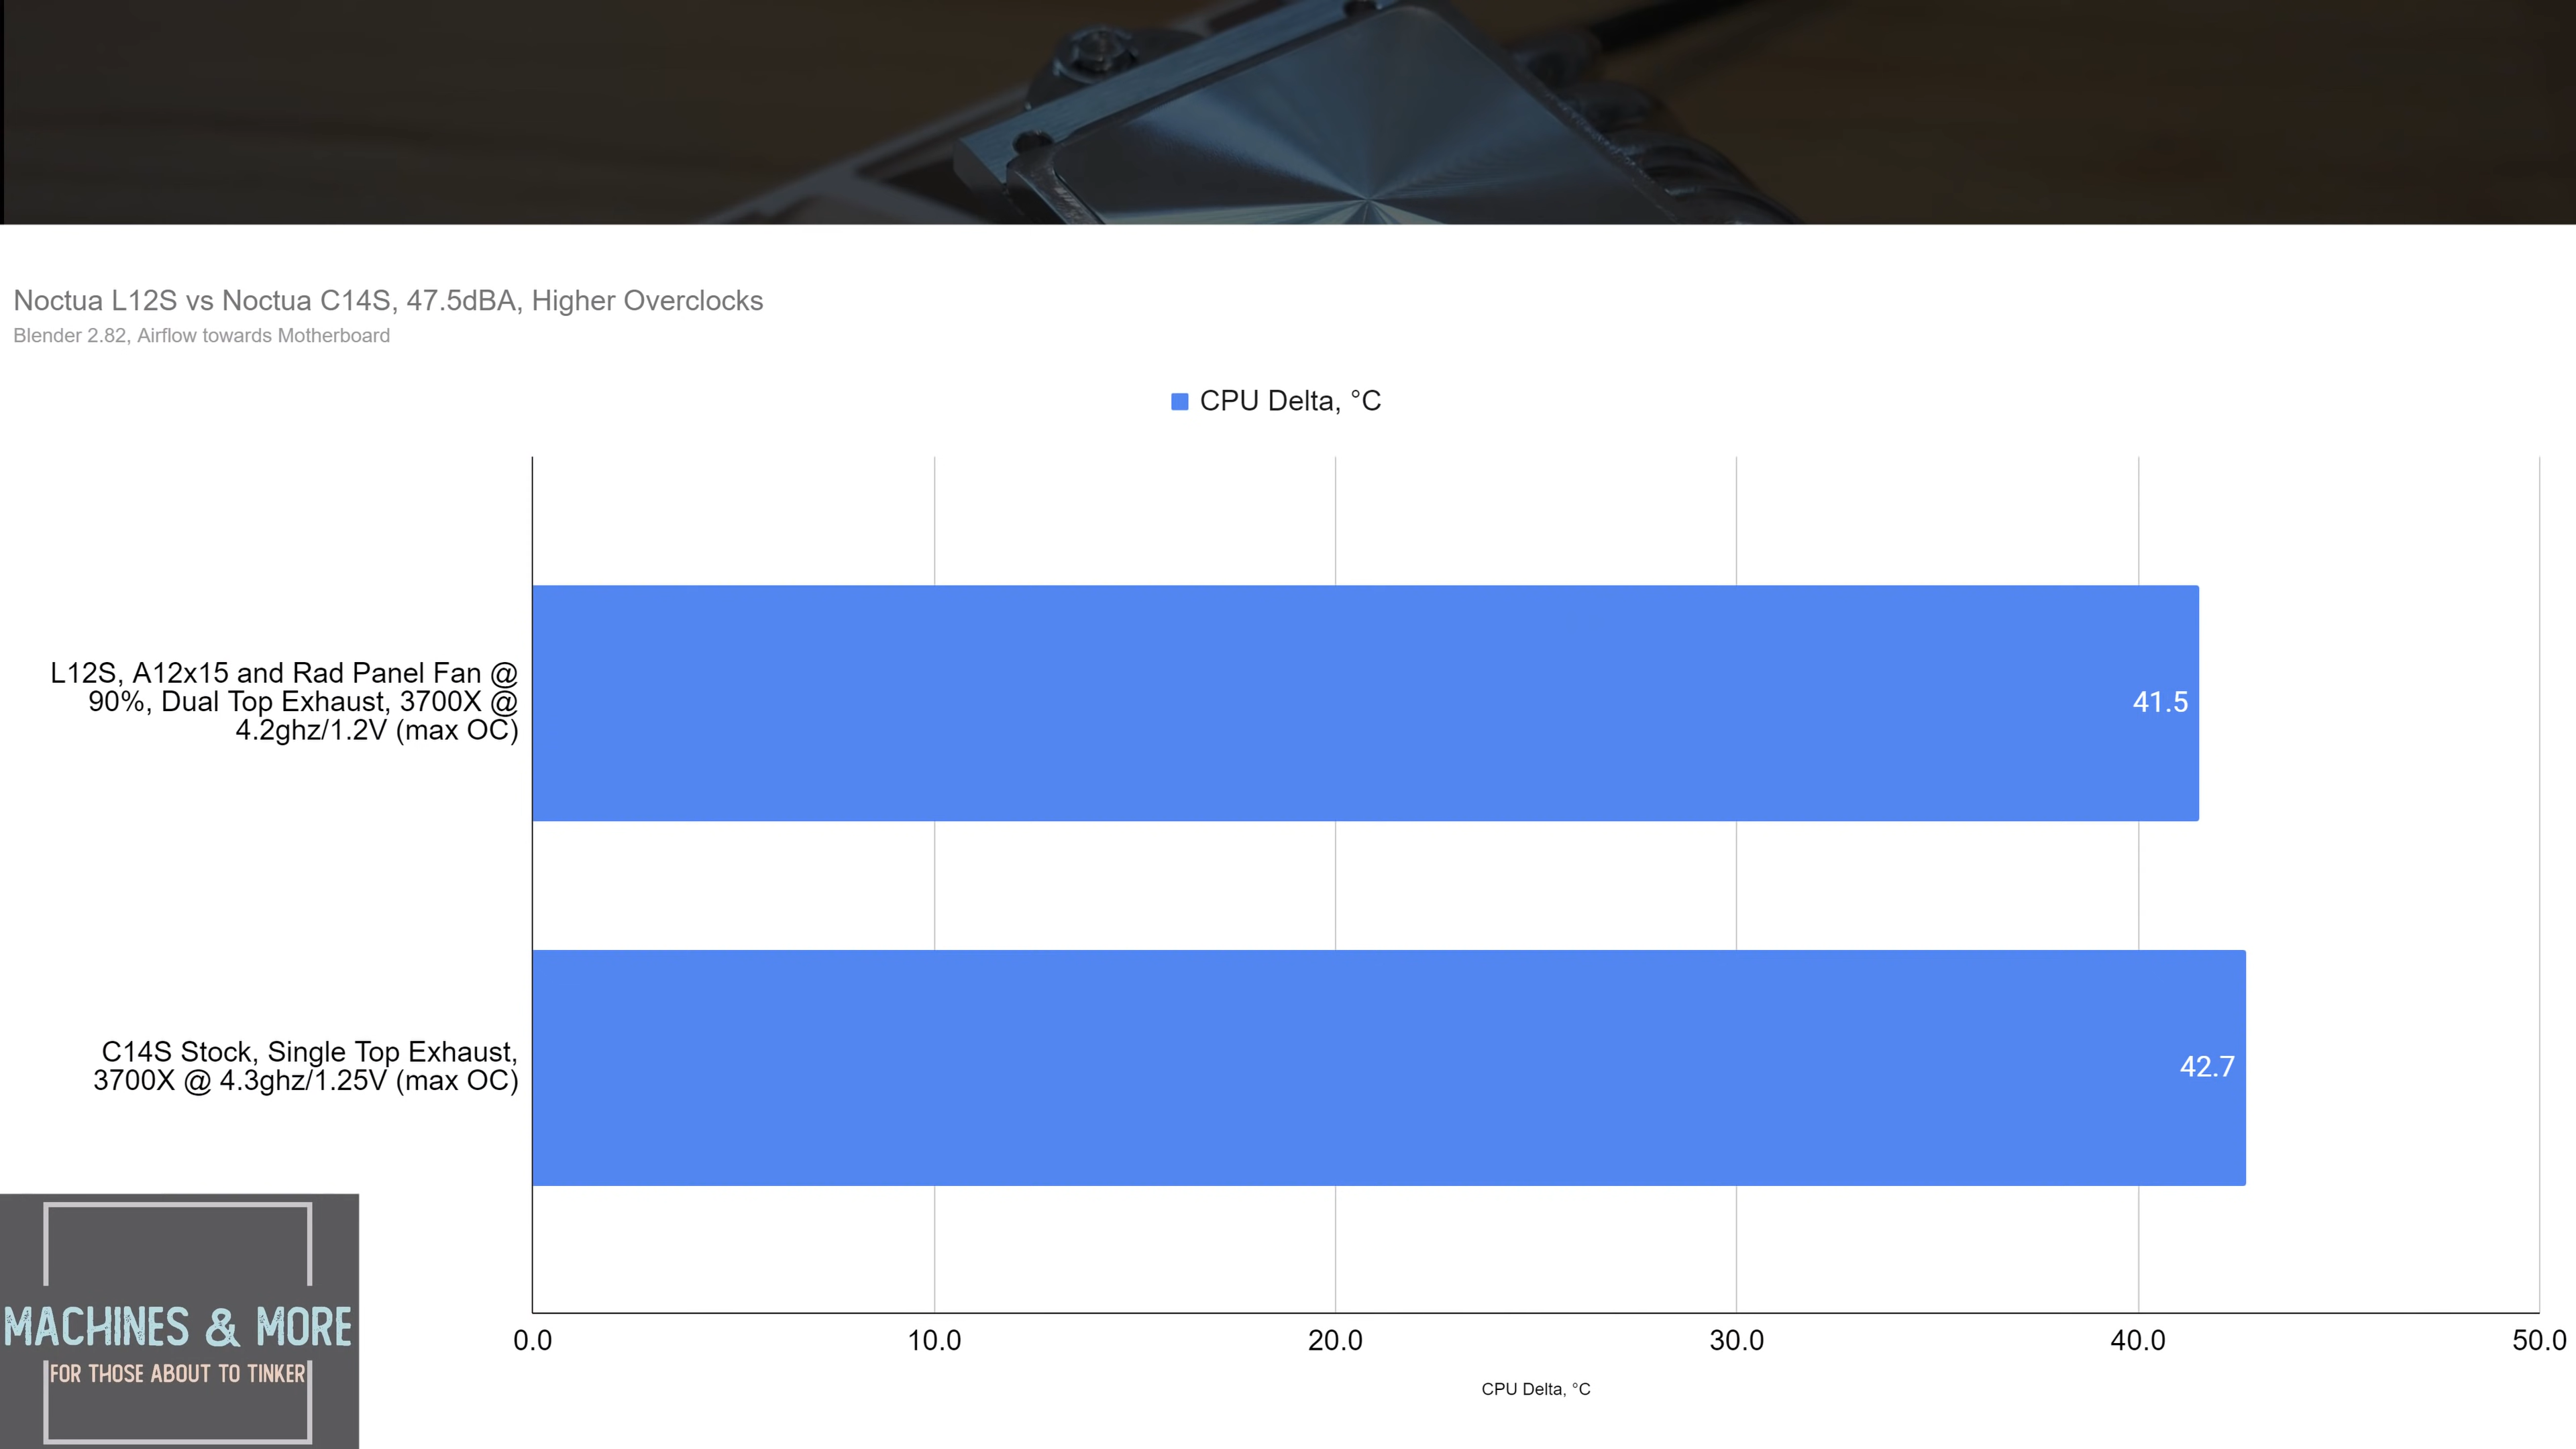 Noctua L12S vs Noctua C14S, 47.5dBA, Higher Overclocks
Blender 2.82, Airflow towards Motherboard
CPU Delta, °C
L12S, A12x15 and Rad Panel Fan @
90%, Dual Top Exhaust, 3700X @
4.2ghz/1.2V (max OC)
41.5
C14S Stock, Single Top Exhaust,
3700X @ 4.3ghz/1.25V (max OC)
42.7
0.0 10.0 20.0 30.0 40.0 50.0
CPU Delta, °C
MACHINES & MORE
FOR THOSE ABOUT TO TINKER